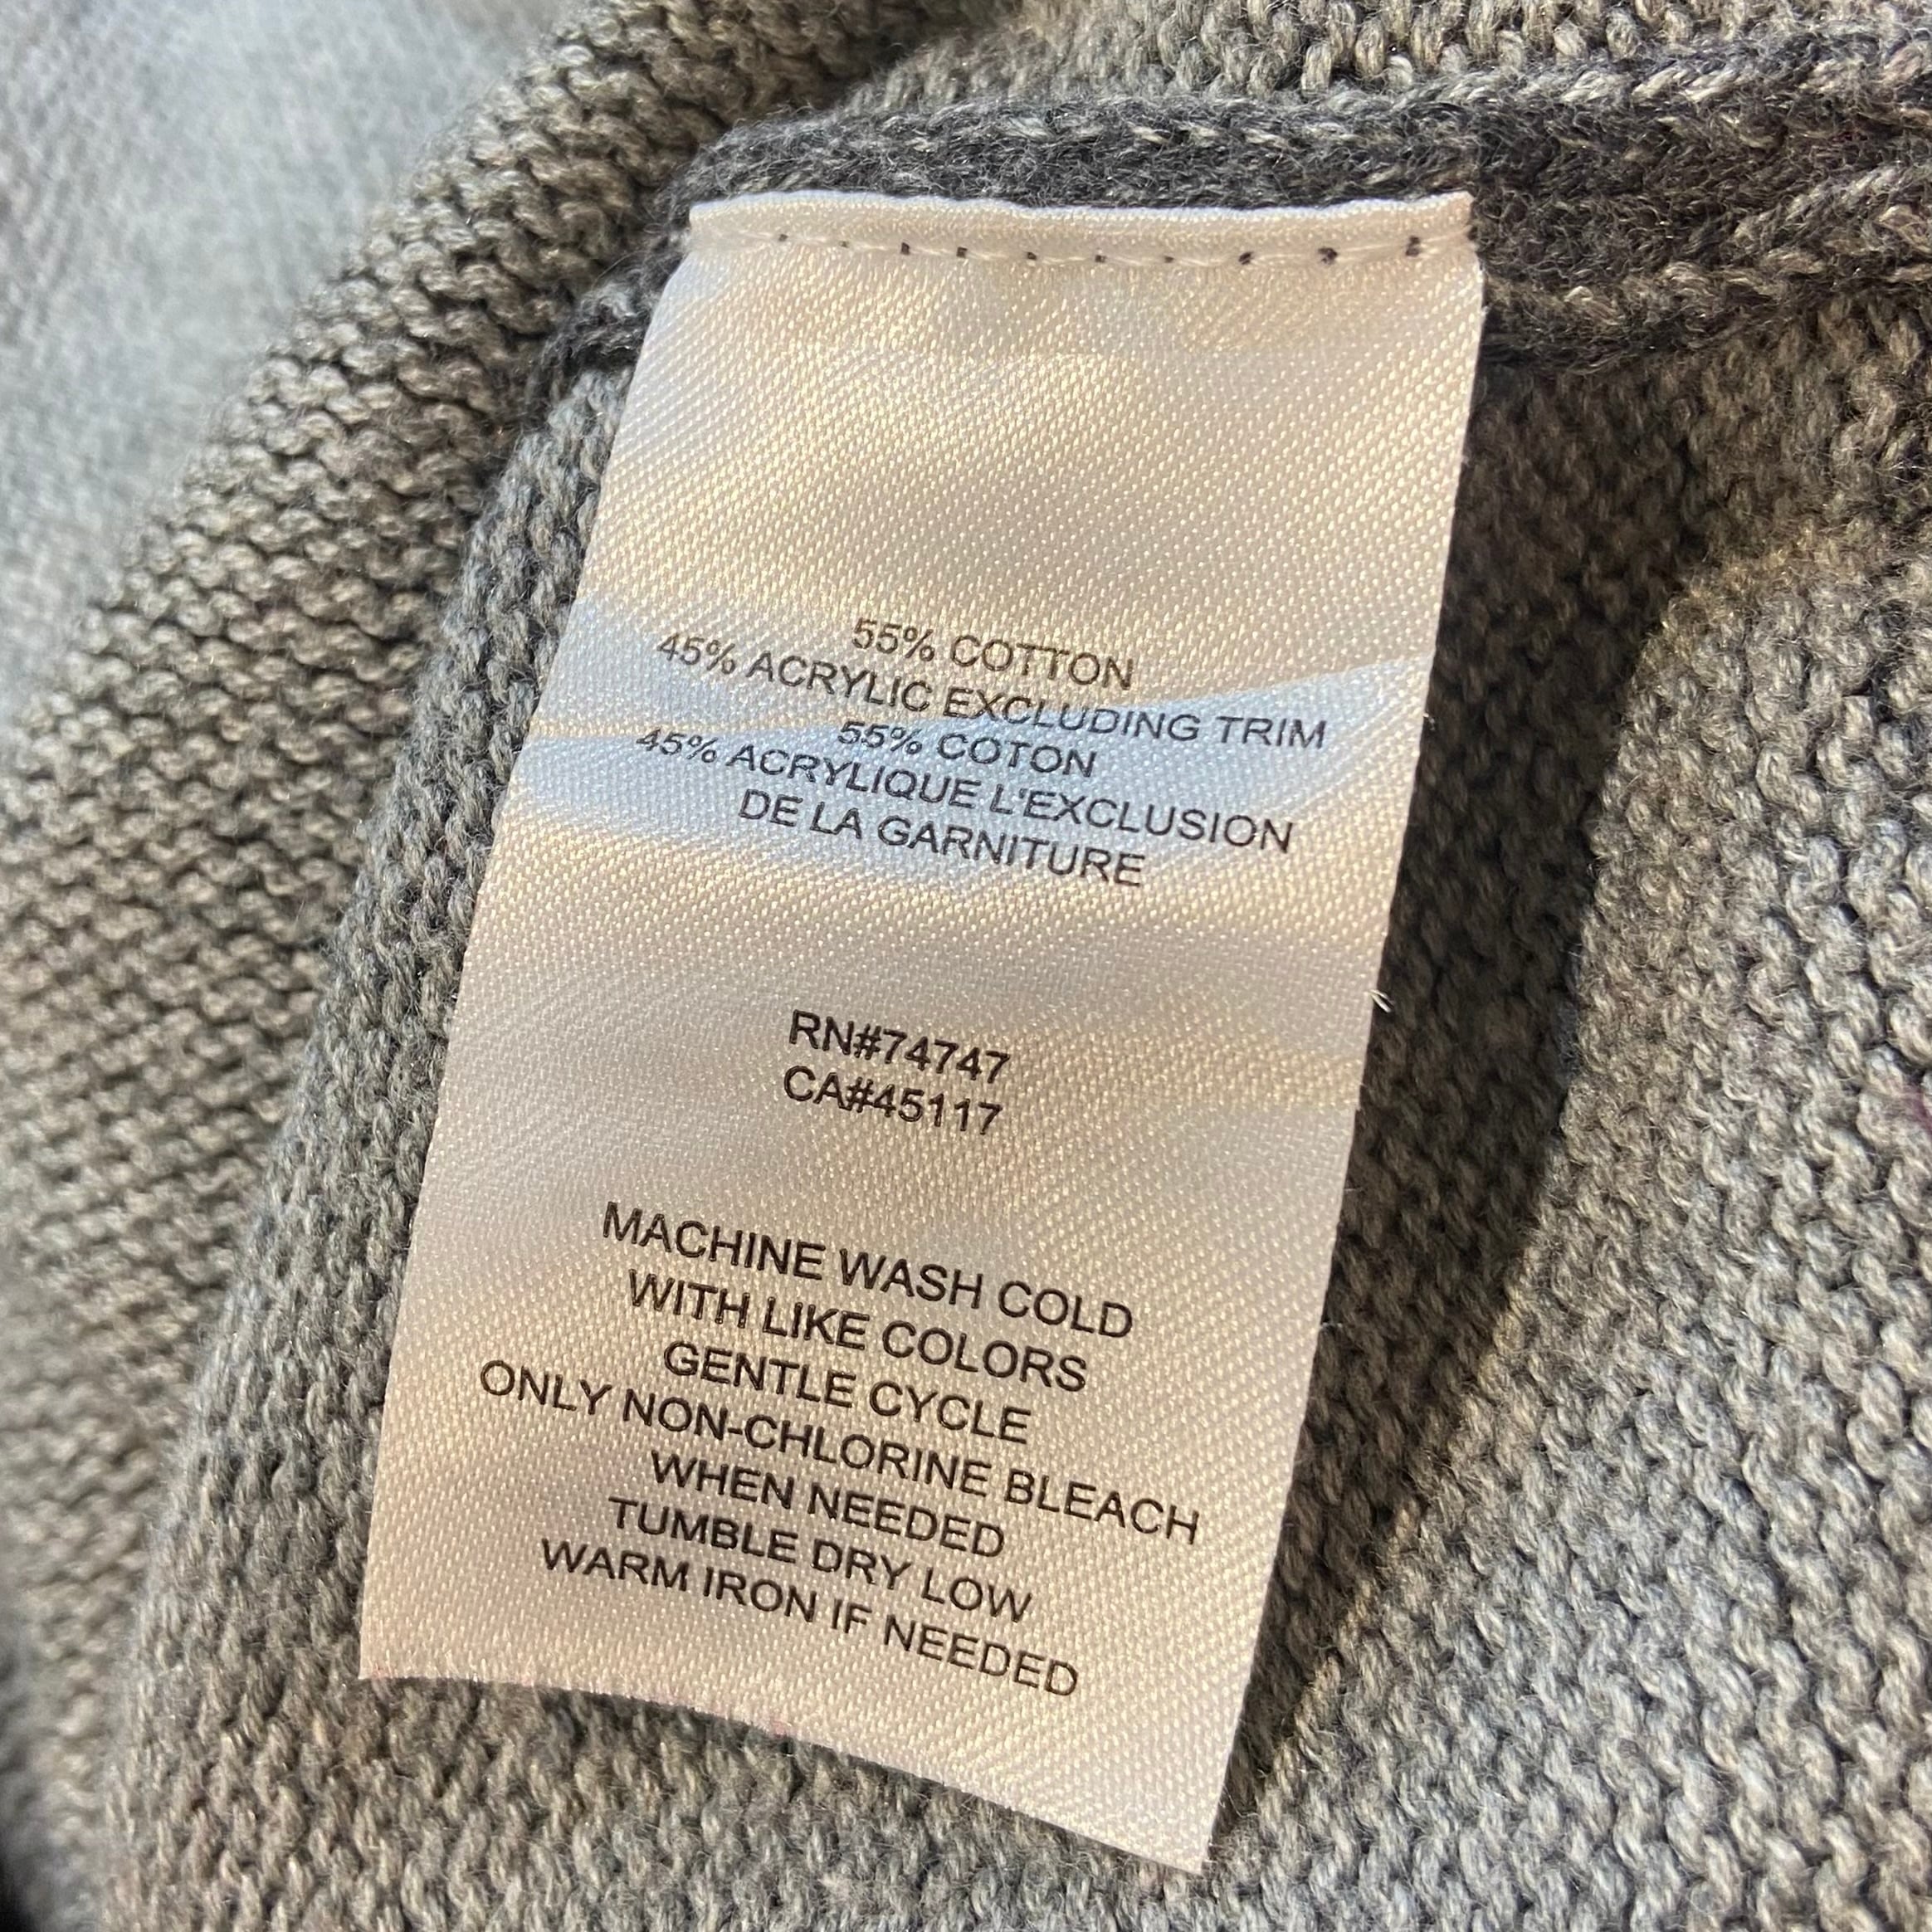 55% COTTON
45% ACRYLIC EXCLUDING TRIM
55% COTON
45% ACRYLIQUE L'EXCLUSION
DE LA GARNITURE
RN#74747
CA#45117
MACHINE WASH COLD
WITH LIKE COLORS
GENTLE CYCLE
ONLY NON-CHLORINE BLEACH
WHEN NEEDED
TUMBLE DRY LOW
WARM IRON IF NEEDED